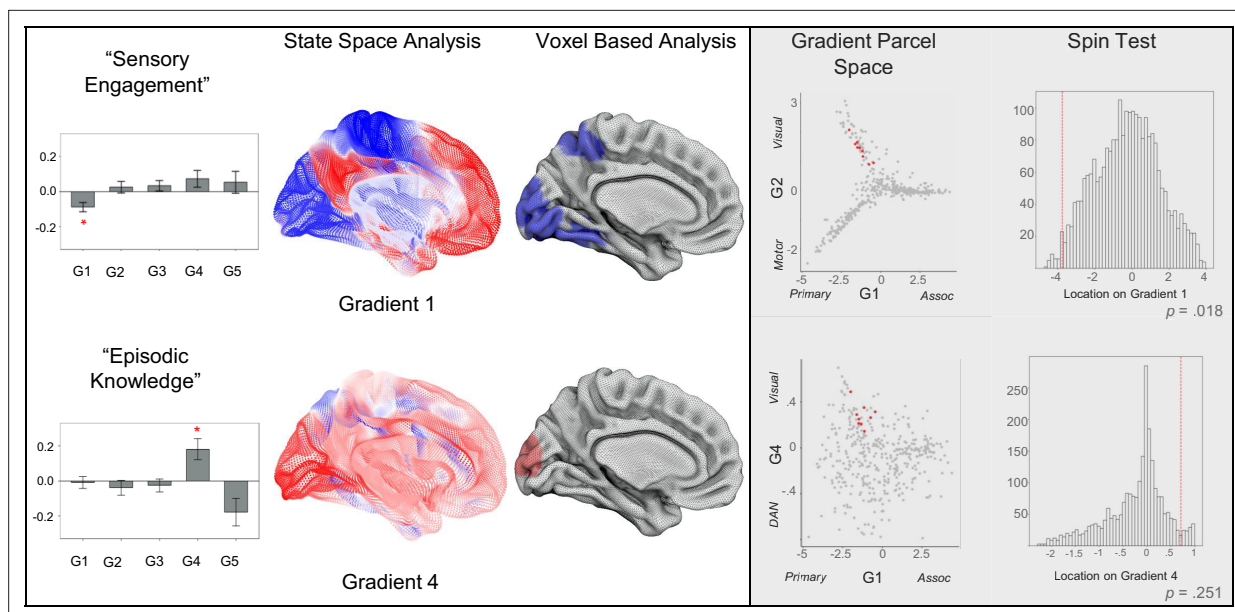 “Sensory
Engagement”
State Space Analysis
Voxel Based Analysis
Gradient Parcel
Space
Spin Test
0.2
0.0
-0.2
*
G1 G2 G3 G4 G5
Gradient 1
3
0
-2
Visual
G2
Motor
-5 -2.5 0 2.5 5
Primary G1 Assoc
100
80
60
40
20
-4 -2 0 2 4
Location on Gradient 1
p = .018
“Episodic
Knowledge”
*
0.2
0.0
-0.2
G1 G2 G3 G4 G5
Gradient 4
.4
0
-.4
Visual
G4
DAN
-5 -2.5 0 2.5 5
Primary G1 Assoc
250
200
150
100
50
-2 -1.5 -1 -.5 0 .5 1
Location on Gradient 4
p = .251